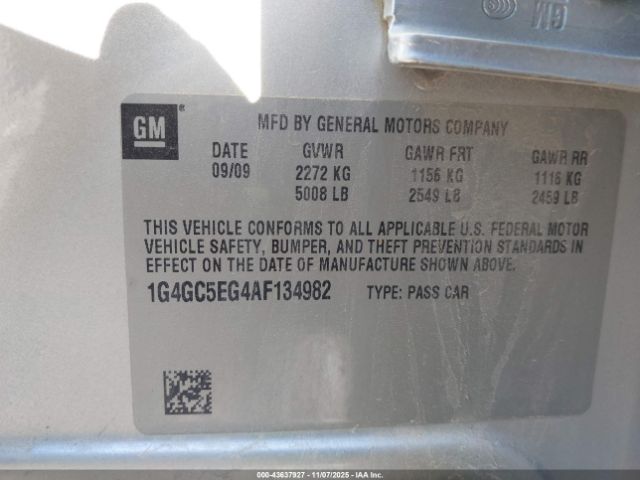 GM
GM ®
MFD BY GENERAL MOTORS COMPANY
DATE GVWR GAWR FRT GAWR RR
09/09 2272 KG 1156 KG 1116 KG
5008 LB 2549 LB 2459 LB
THIS VEHICLE CONFORMS TO ALL APPLICABLE U.S. FEDERAL MOTOR
VEHICLE SAFETY, BUMPER, AND THEFT PREVENTION STANDARDS IN
EFFECT ON THE DATE OF MANUFACTURE SHOWN ABOVE.
1G4GC5EG4AF134982 TYPE: PASS CAR
000-43637927 - 11/07/2025 - IAAI.COM